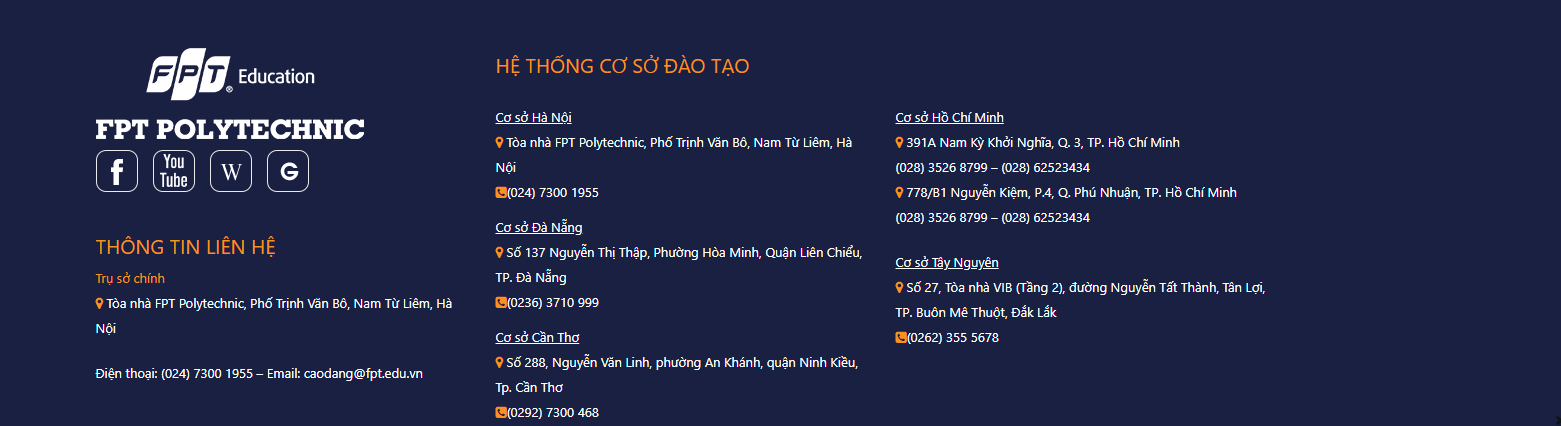 FPT® Education
FPT POLYTECHNIC
f
You
Tube
W
G
THÔNG TIN LIÊN HỆ
Trụ sở chính
Tòa nhà FPT Polytechnic, Phố Trịnh Văn Bô, Nam Từ Liêm, Hà
Nội
Điện thoại: (024) 7300 1955 – Email: caodang@fpt.edu.vn
HỆ THỐNG CƠ SỞ ĐÀO TẠO
Cơ sở Hà Nội
Tòa nhà FPT Polytechnic, Phố Trịnh Văn Bô, Nam Từ Liêm, Hà
Nội
(024) 7300 1955
Cơ sở Đà Nẵng
Số 137 Nguyễn Thị Thập, Phường Hòa Minh, Quận Liên Chiểu,
TP. Đà Nẵng
(0236) 3710 999
Cơ sở Cần Thơ
Số 288, Nguyễn Văn Linh, phường An Khánh, quận Ninh Kiều,
Tp. Cần Thơ
(0292) 7300 468
Cơ sở Hồ Chí Minh
391A Nam Kỳ Khởi Nghĩa, Q. 3, TP. Hồ Chí Minh
(028) 3526 8799 – (028) 62523434
778/B1 Nguyễn Kiệm, P.4, Q. Phú Nhuận, TP. Hồ Chí Minh
(028) 3526 8799 – (028) 62523434
Cơ sở Tây Nguyên
Số 27, Tòa nhà VIB (Tầng 2), đường Nguyễn Tất Thành, Tân Lợi,
TP. Buôn Mê Thuột, Đắk Lắk
(0262) 355 5678